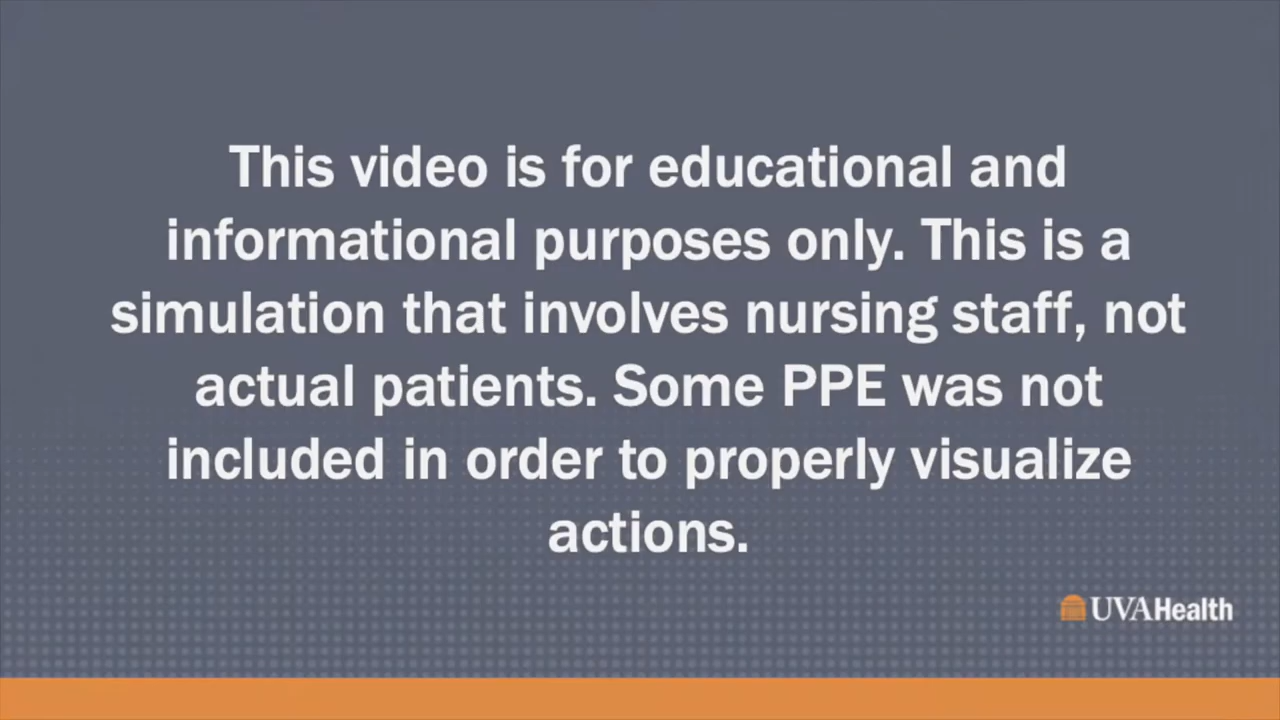 This video is for educational and
informational purposes only. This is a
simulation that involves nursing staff, not
actual patients. Some PPE was not
included in order to properly visualize
actions.
UVAHealth